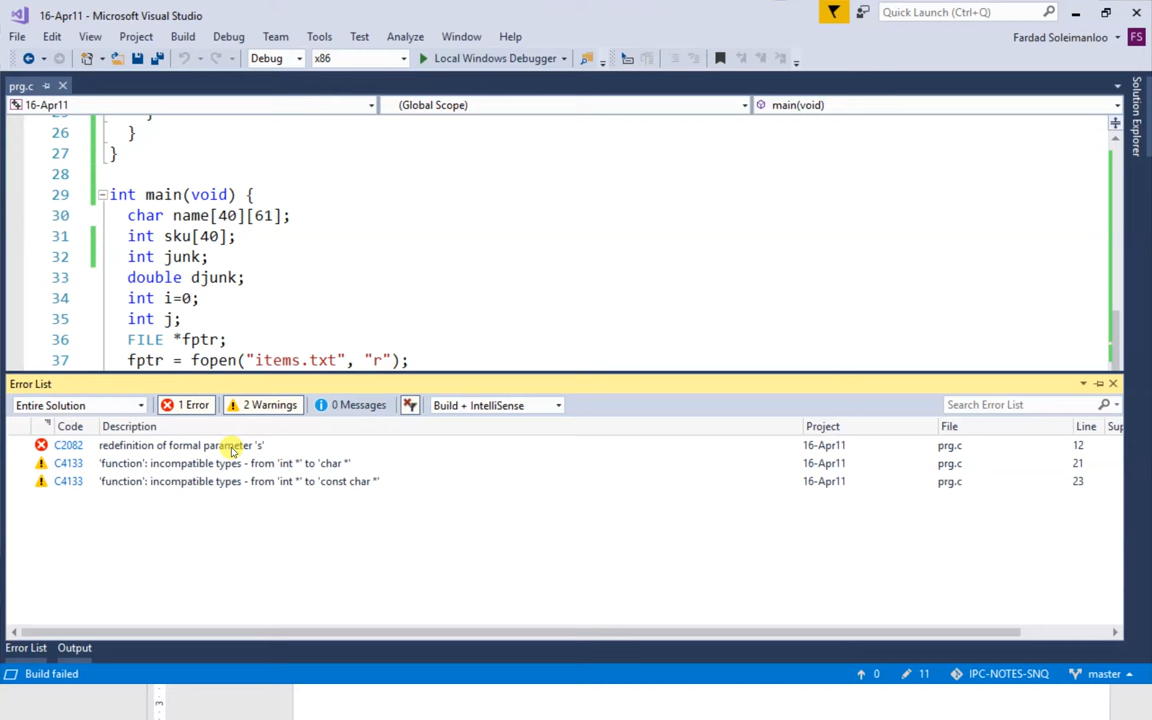 16-Apr11 - Microsoft Visual Studio
Quick Launch (Ctrl+Q)
File Edit View Project Build Debug Team Tools Test Analyze Window Help
Fardad Soleimanloo FS
Debug x86 Local Windows Debugger
prg.c
16-Apr11 (Global Scope) main(void)
Solution Explorer
25 }
26 }
27 }
28
29 int main(void) {
30 char name[40][61];
31 int sku[40];
32 int junk;
33 double djunk;
34 int i=0;
35 int j;
36 FILE *fptr;
37 fptr = fopen("items.txt", "r");
Error List
Entire Solution 1 Error 2 Warnings 0 Messages Build + IntelliSense Search Error List
Code Description Project File Line Sup
C2082 redefinition of formal parameter 's' 16-Apr11 prg.c 12
C4133 'function': incompatible types - from 'int *' to 'char *' 16-Apr11 prg.c 21
C4133 'function': incompatible types - from 'int *' to 'const char *' 16-Apr11 prg.c 23
Error List Output
Build failed 0 11 IPC-NOTES-SNQ master
3